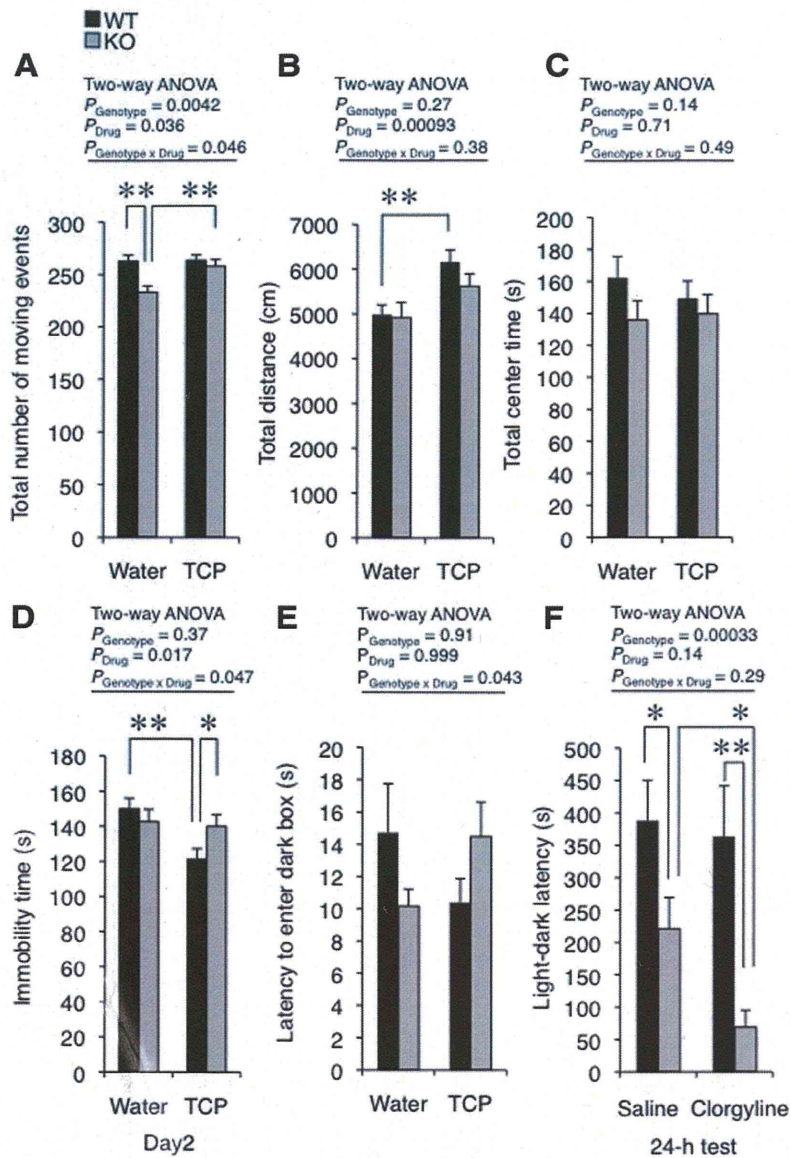 WT
KO
A
Two-way ANOVA
PGenotype = 0.0042
PDrug = 0.036
PGenotype x Drug = 0.046
** **
Total number of moving events
300
250
200
150
100
50
0
Water TCP
B
Two-way ANOVA
PGenotype = 0.27
PDrug = 0.00093
PGenotype x Drug = 0.38
**
Total distance (cm)
7000
6000
5000
4000
3000
2000
1000
0
Water TCP
C
Two-way ANOVA
PGenotype = 0.14
PDrug = 0.71
PGenotype x Drug = 0.49
Total center time (s)
200
180
160
140
120
100
80
60
40
20
0
Water TCP
D
Two-way ANOVA
PGenotype = 0.37
PDrug = 0.017
PGenotype x Drug = 0.047
** *
Immobility time (s)
180
160
140
120
100
80
60
40
20
0
Water TCP
Day2
E
Two-way ANOVA
PGenotype = 0.91
PDrug = 0.999
PGenotype x Drug = 0.043
Latency to enter dark box (s)
20
18
16
14
12
10
8
6
4
2
0
Water TCP
F
Two-way ANOVA
PGenotype = 0.00033
PDrug = 0.14
PGenotype x Drug = 0.29
* *
**
Light-dark latency (s)
500
450
400
350
300
250
200
150
100
50
0
Saline Clorgyline
24-h test